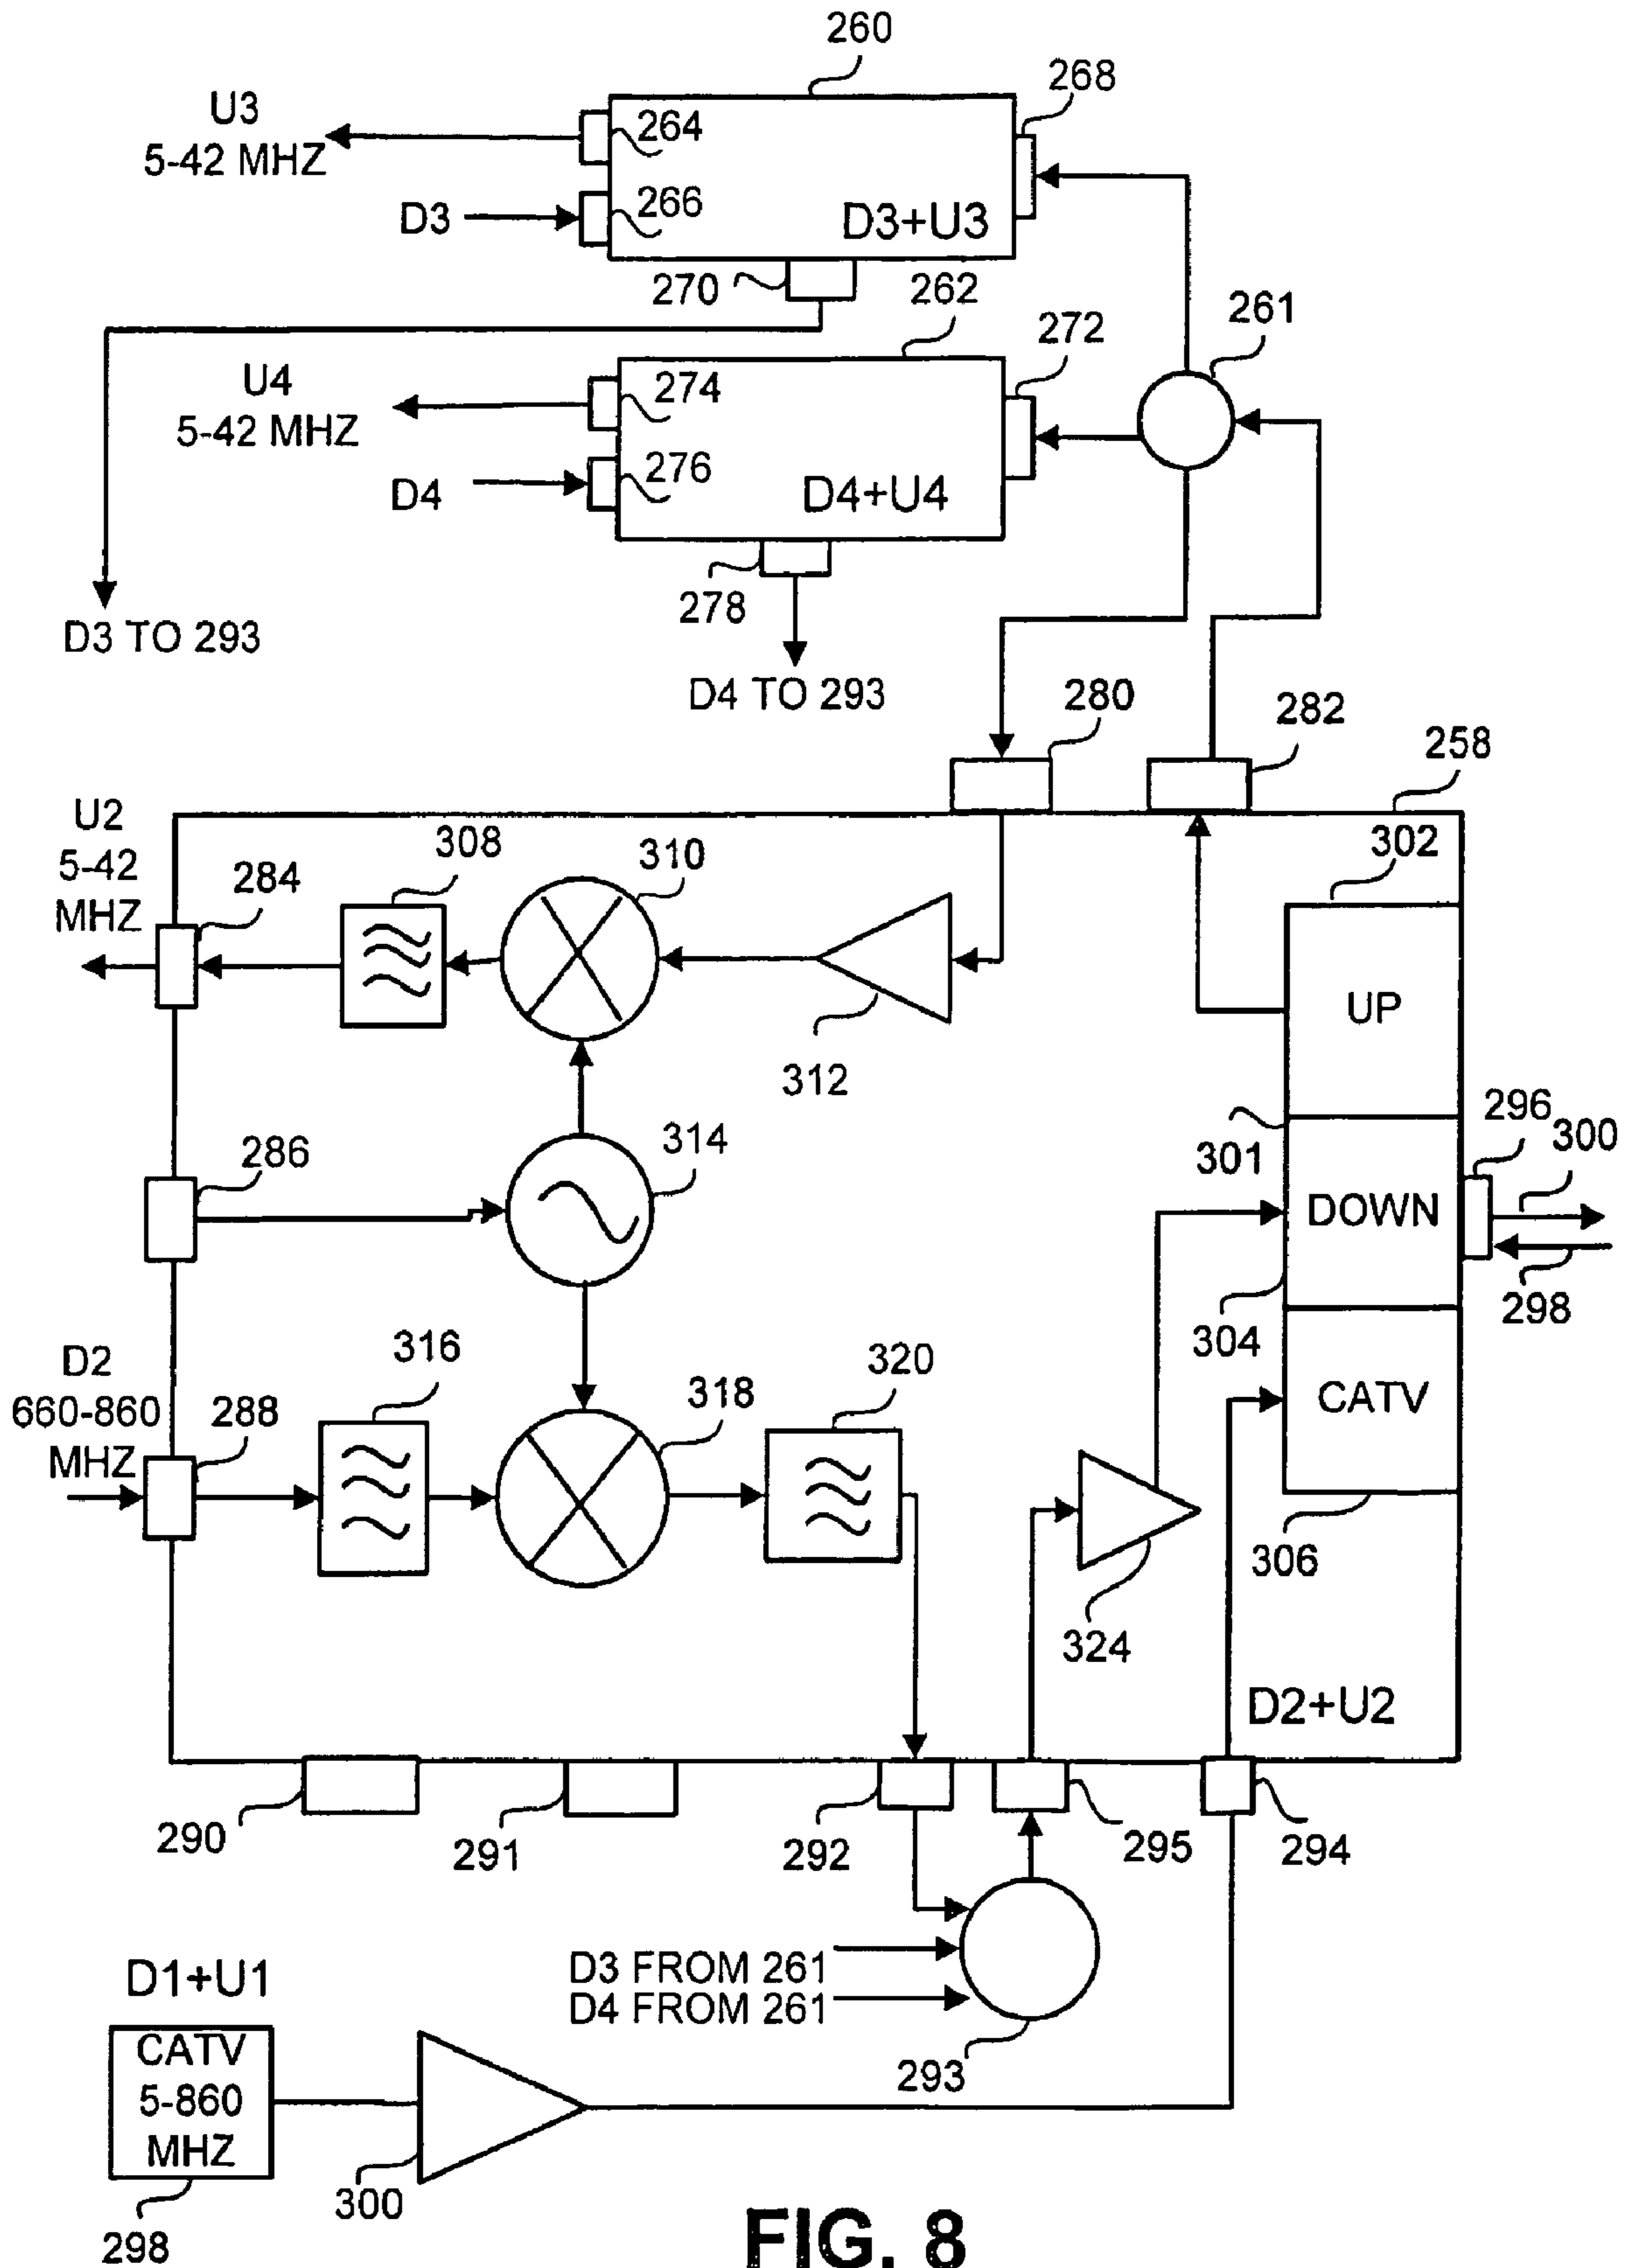 260
268
U3
5-42 MHZ
264
266
D3
D3+U3
270
262
261
272
U4
5-42 MHZ
274
276
D4
D4+U4
278
D3 TO 293
D4 TO 293
280
282
258
U2
5-42
MHZ
284
308
310
302
312
UP
286
314
301
296
300
DOWN
298
304
D2
660-860
MHZ
288
316
318
320
CATV
306
324
D2+U2
290
291
292
295
294
D3 FROM 261
D4 FROM 261
293
D1+U1
CATV
5-860
MHZ
298
300
FIG. 8